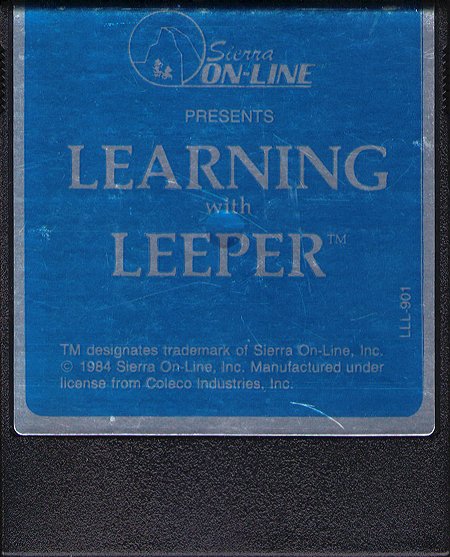 Sierra
ON-LINE
PRESENTS
LEARNING
with
LEEPER™
LLL-901
TM designates trademark of Sierra On-Line, Inc.
© 1984 Sierra On-Line, Inc. Manufactured under
license from Coleco Industries, Inc.